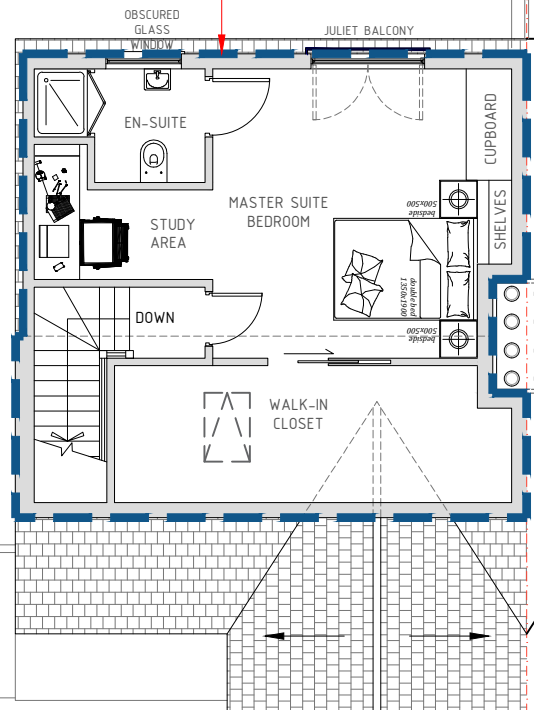 OBSCURED
GLASS
WINDOW
JULIET BALCONY
EN-SUITE
CUPBOARD
MASTER SUITE
BEDROOM
SHELVES
500x500
bedside
STUDY
AREA
double bed
1350x1900
DOWN
500x500
bedside
WALK-IN
CLOSET